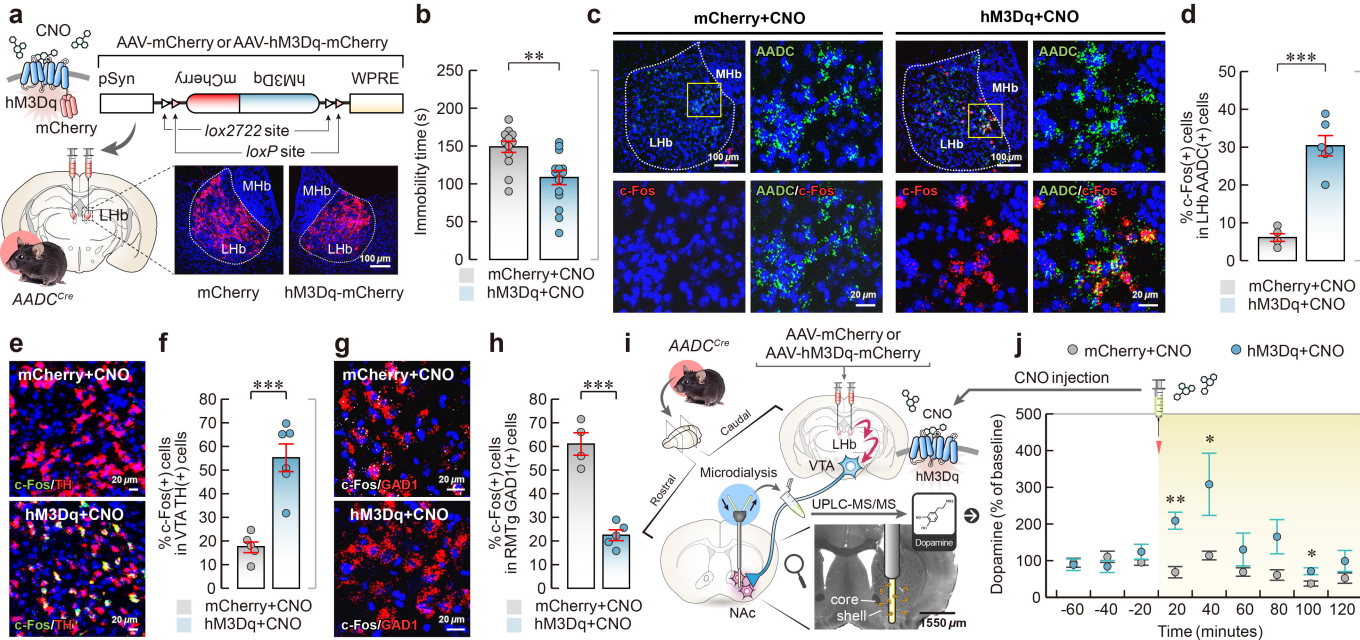 a
CNO
hM3Dq
mCherry
AAV-mCherry or AAV-hM3Dq-mCherry
pSyn
mCherry
hM3Dq
WPRE
lox2722 site
loxP site
LHb
AADCCre
MHb
LHb
mCherry
MHb
LHb
100 µm
hM3Dq-mCherry
b
Immobility time (s)
250
200
150
100
50
0
**
mCherry+CNO
hM3Dq+CNO
c
mCherry+CNO
hM3Dq+CNO
MHb
LHb
100 µm
AADC
c-Fos
AADC/c-Fos
20 µm
MHb
LHb
100 µm
AADC
c-Fos
AADC/c-Fos
20 µm
d
% c-Fos(+) cells
in LHb AADC(+) cells
50
40
30
20
10
0
***
mCherry+CNO
hM3Dq+CNO
e
mCherry+CNO
c-Fos/TH
20 µm
hM3Dq+CNO
c-Fos/TH
20 µm
f
% c-Fos(+) cells
in VTA TH(+) cells
80
70
60
50
40
30
20
10
0
***
mCherry+CNO
hM3Dq+CNO
g
mCherry+CNO
c-Fos/GAD1
20 µm
hM3Dq+CNO
c-Fos/GAD1
20 µm
h
% c-Fos(+) cells
in RMTg GAD1(+) cells
80
70
60
50
40
30
20
10
0
***
mCherry+CNO
hM3Dq+CNO
i
AADCCre
AAV-mCherry or
AAV-hM3Dq-mCherry
Caudal
Rostral
LHb
VTA
CNO
hM3Dq
Microdialysis
UPLC-MS/MS
Dopamine
NAc
core
shell
1550 µm
j
mCherry+CNO
hM3Dq+CNO
CNO injection
Dopamine (% of baseline)
500
400
300
200
100
0
**
*
*
-60
-40
-20
20
40
60
80
100
120
Time (minutes)